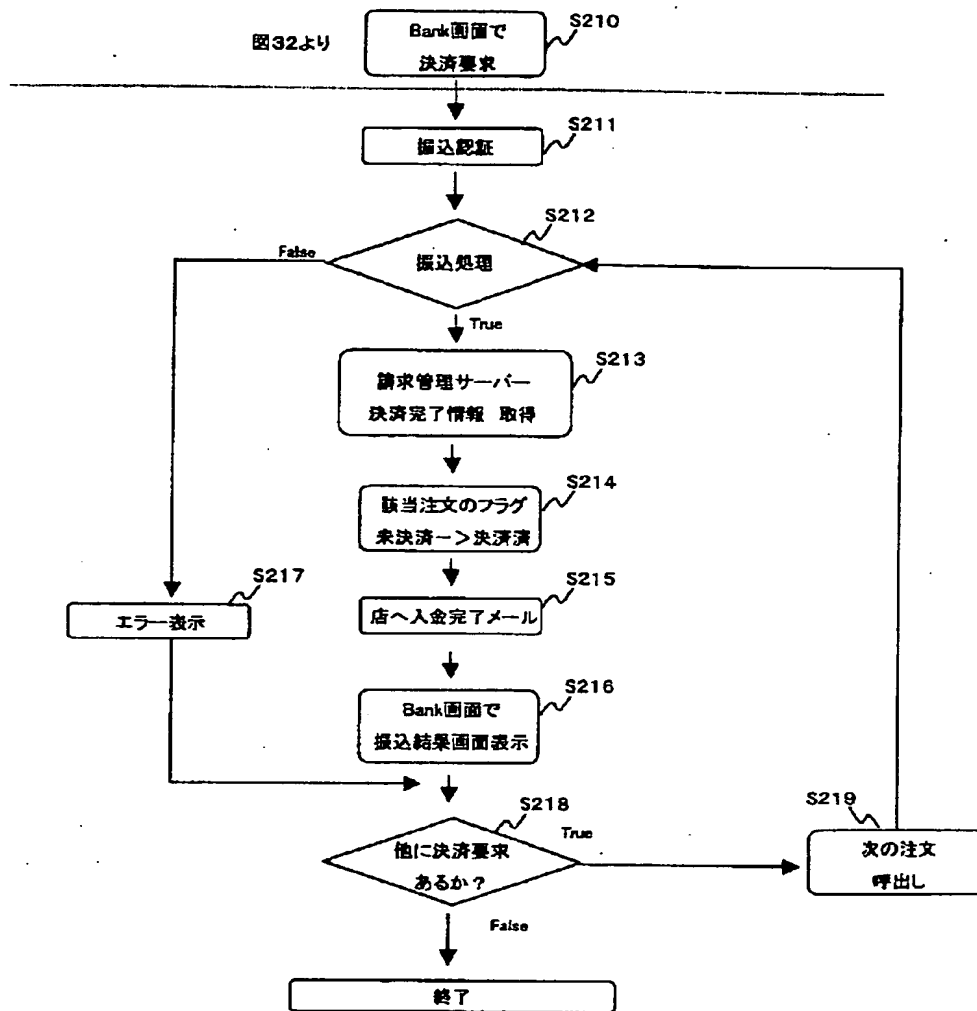 図32より
Bank画面で
決済要求
S210
振込認証
S211
振込処理
S212
False
True
請求管理サーバー
決済完了情報 取得
S213
該当注文のフラグ
未決済ー>決済済
S214
店へ入金完了メール
S215
エラー表示
S217
Bank画面で
振込結果画面表示
S216
他に決済要求
あるか?
S218
True
次の注文
呼出し
S219
False
終了